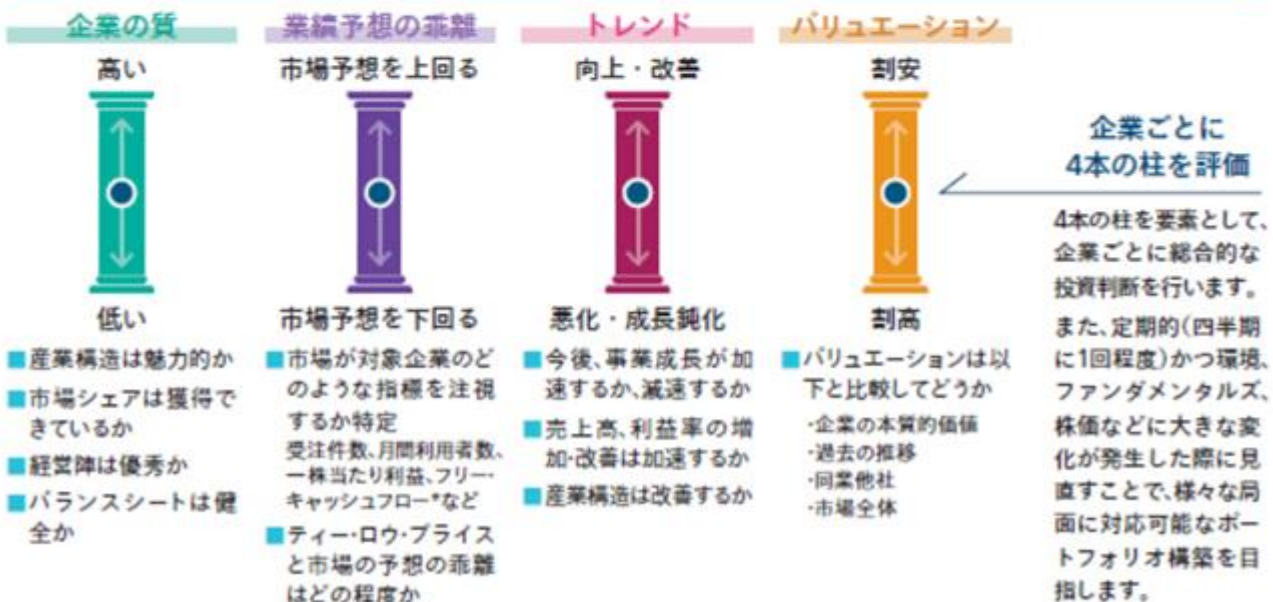 企業の質
高い
低い
■産業構造は魅力的か
■市場シェアは獲得で
きているか
■経営陣は優秀か
■バランスシートは健
全か
業績予想の乖離
市場予想を上回る
市場予想を下回る
■市場が対象企業のど
のような指標を注視
するか特定
受注件数、月間利用者数、
一株当たり利益、フリー・
キャッシュフロー*など
■ティー・ロウ・プライス
と市場の予想の乖離
はどの程度か
トレンド
向上・改善
悪化・成長鈍化
■今後、事業成長が加
速するか、減速するか
■売上高、利益率の増
加・改善は加速するか
■産業構造は改善するか
バリュエーション
割安
割高
■バリュエーションは以
下と比較してどうか
・企業の本質的価値
・過去の推移
・同業他社
・市場全体
企業ごとに
4本の柱を評価
4本の柱を要素として、
企業ごとに総合的な
投資判断を行います。
また、定期的(四半期
に1回程度)かつ環境、
ファンダメンタルズ、
株価などに大きな変
化が発生した際に見
直すことで、様々な局
面に対応可能なポー
トフォリオ構築を目
指します。